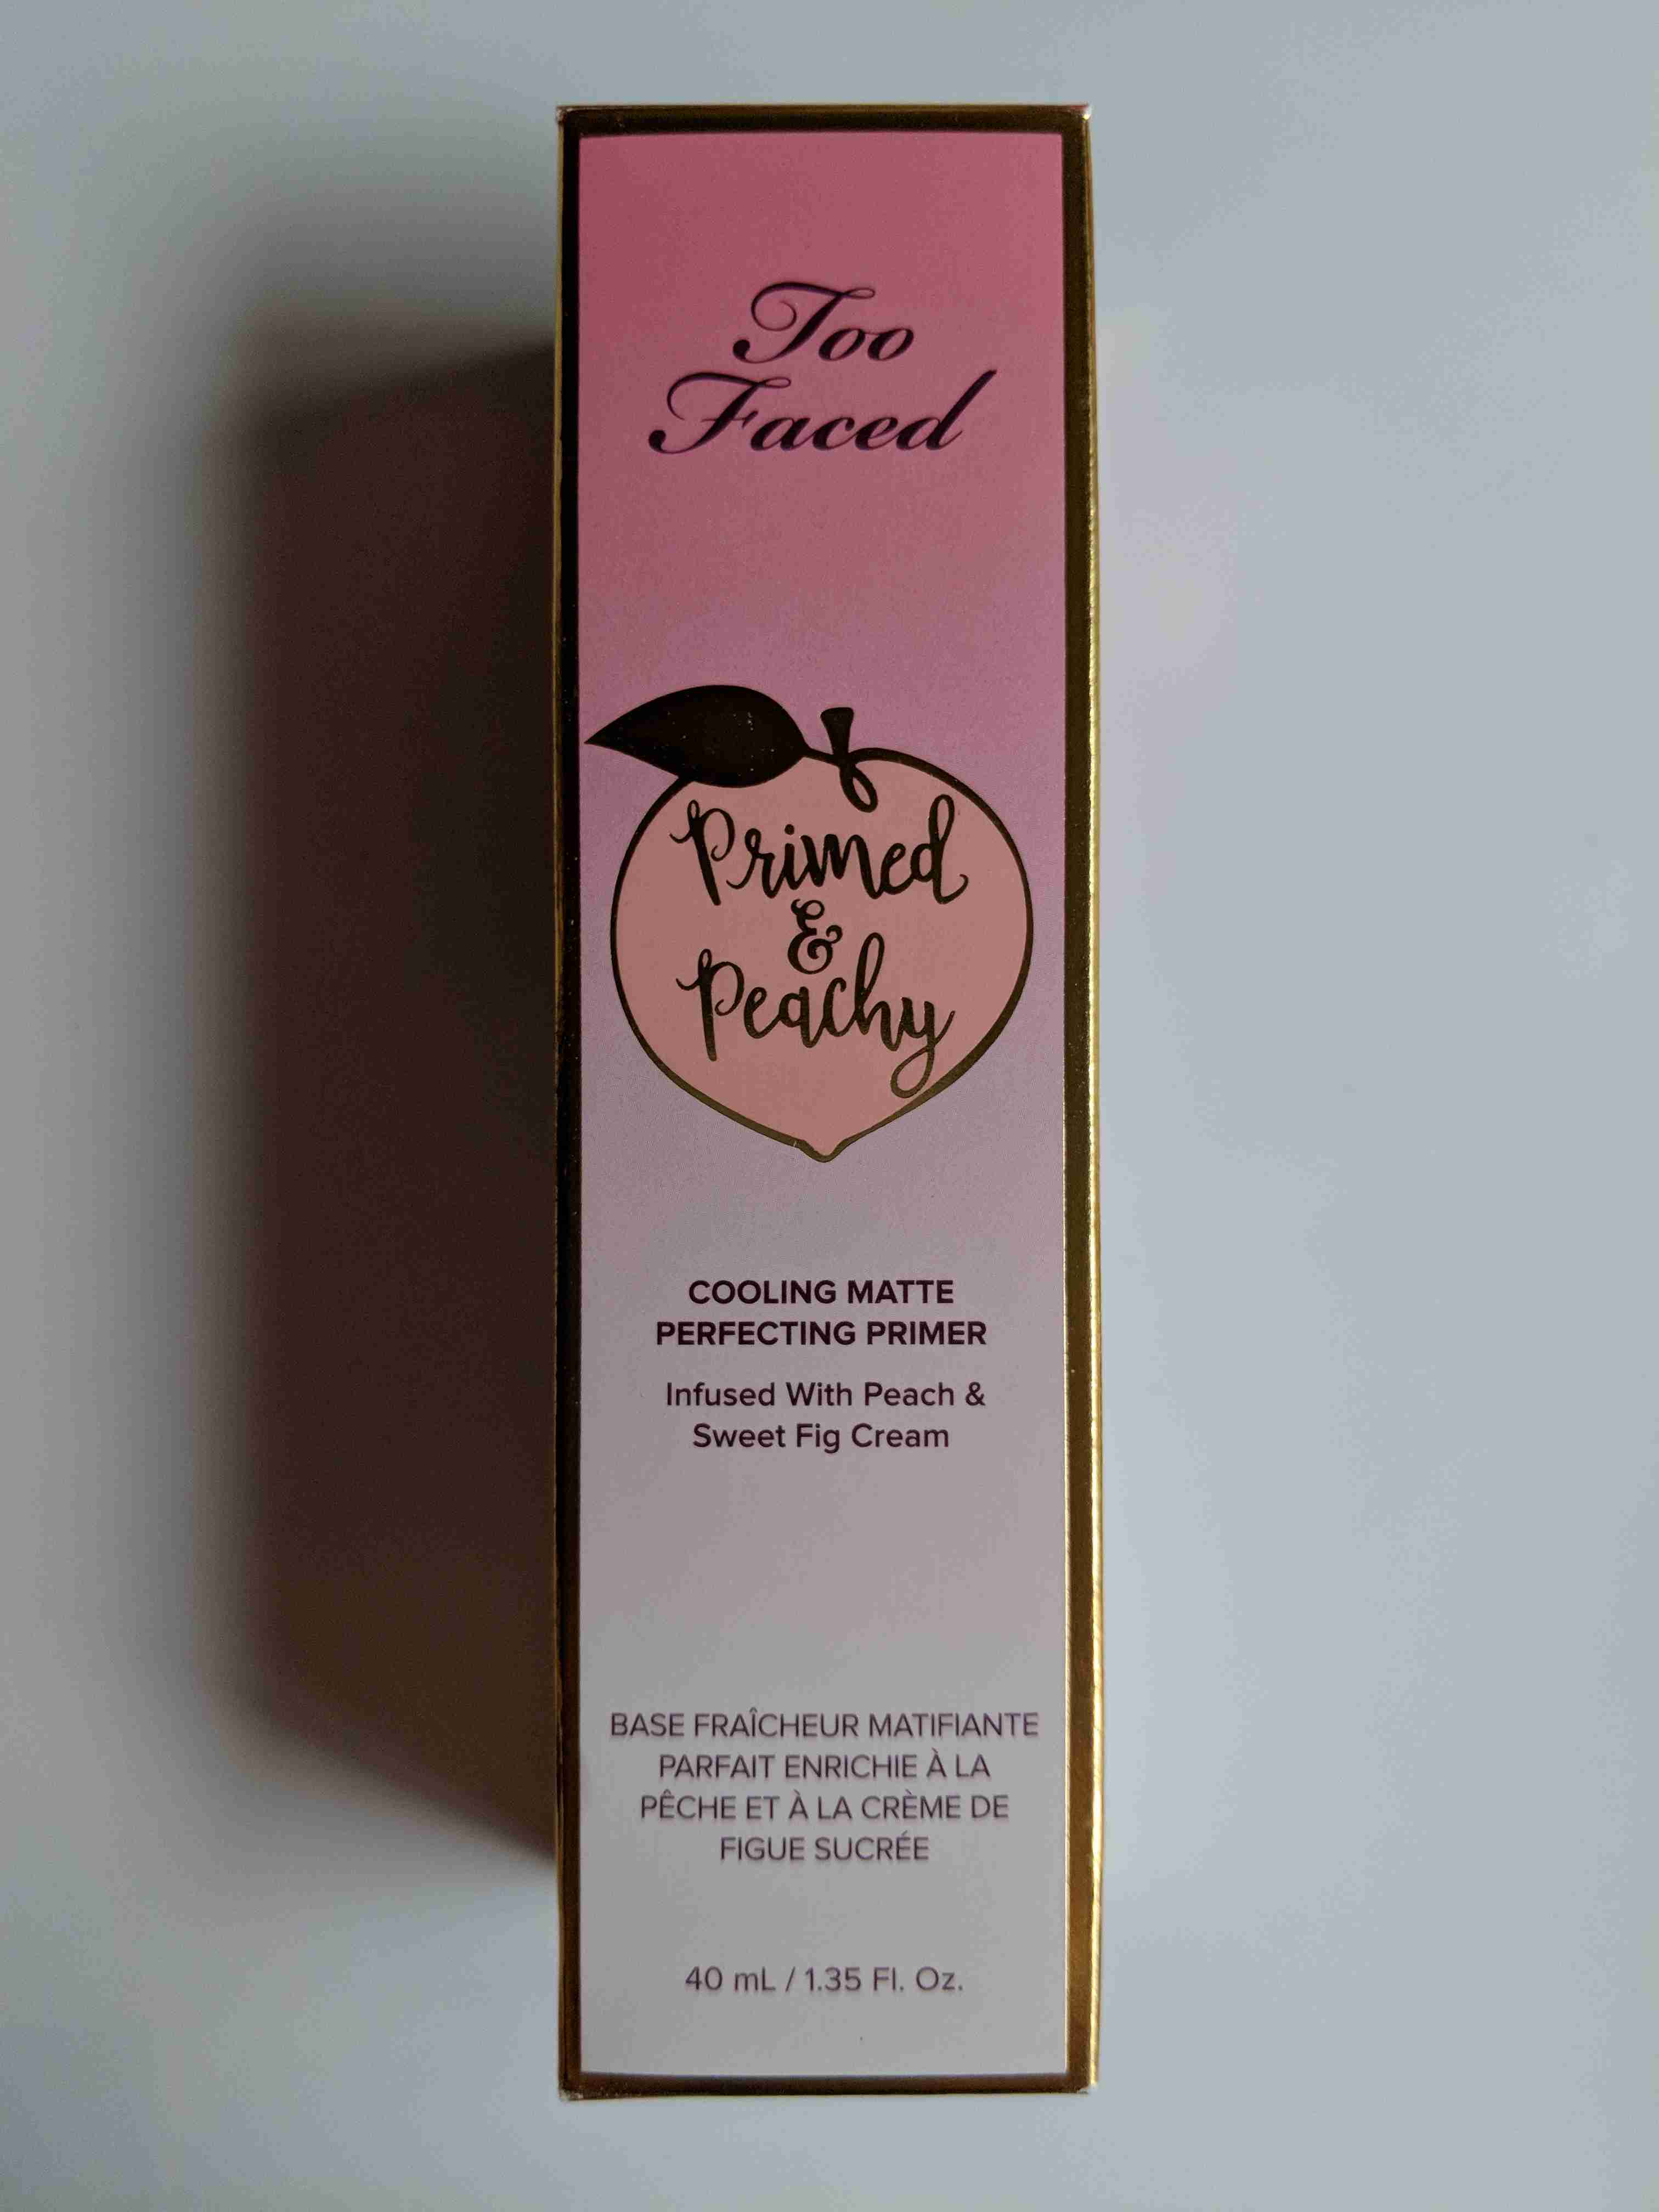 Too
Faced
Primed
&
Peachy
COOLING MATTE
PERFECTING PRIMER
Infused With Peach &
Sweet Fig Cream
BASE FRAÎCHEUR MATIFIANTE
PARFAIT ENRICHIE À LA
PÊCHE ET À LA CRÈME DE
FIGUE SUCRÉE
40 mL / 1.35 Fl. Oz.